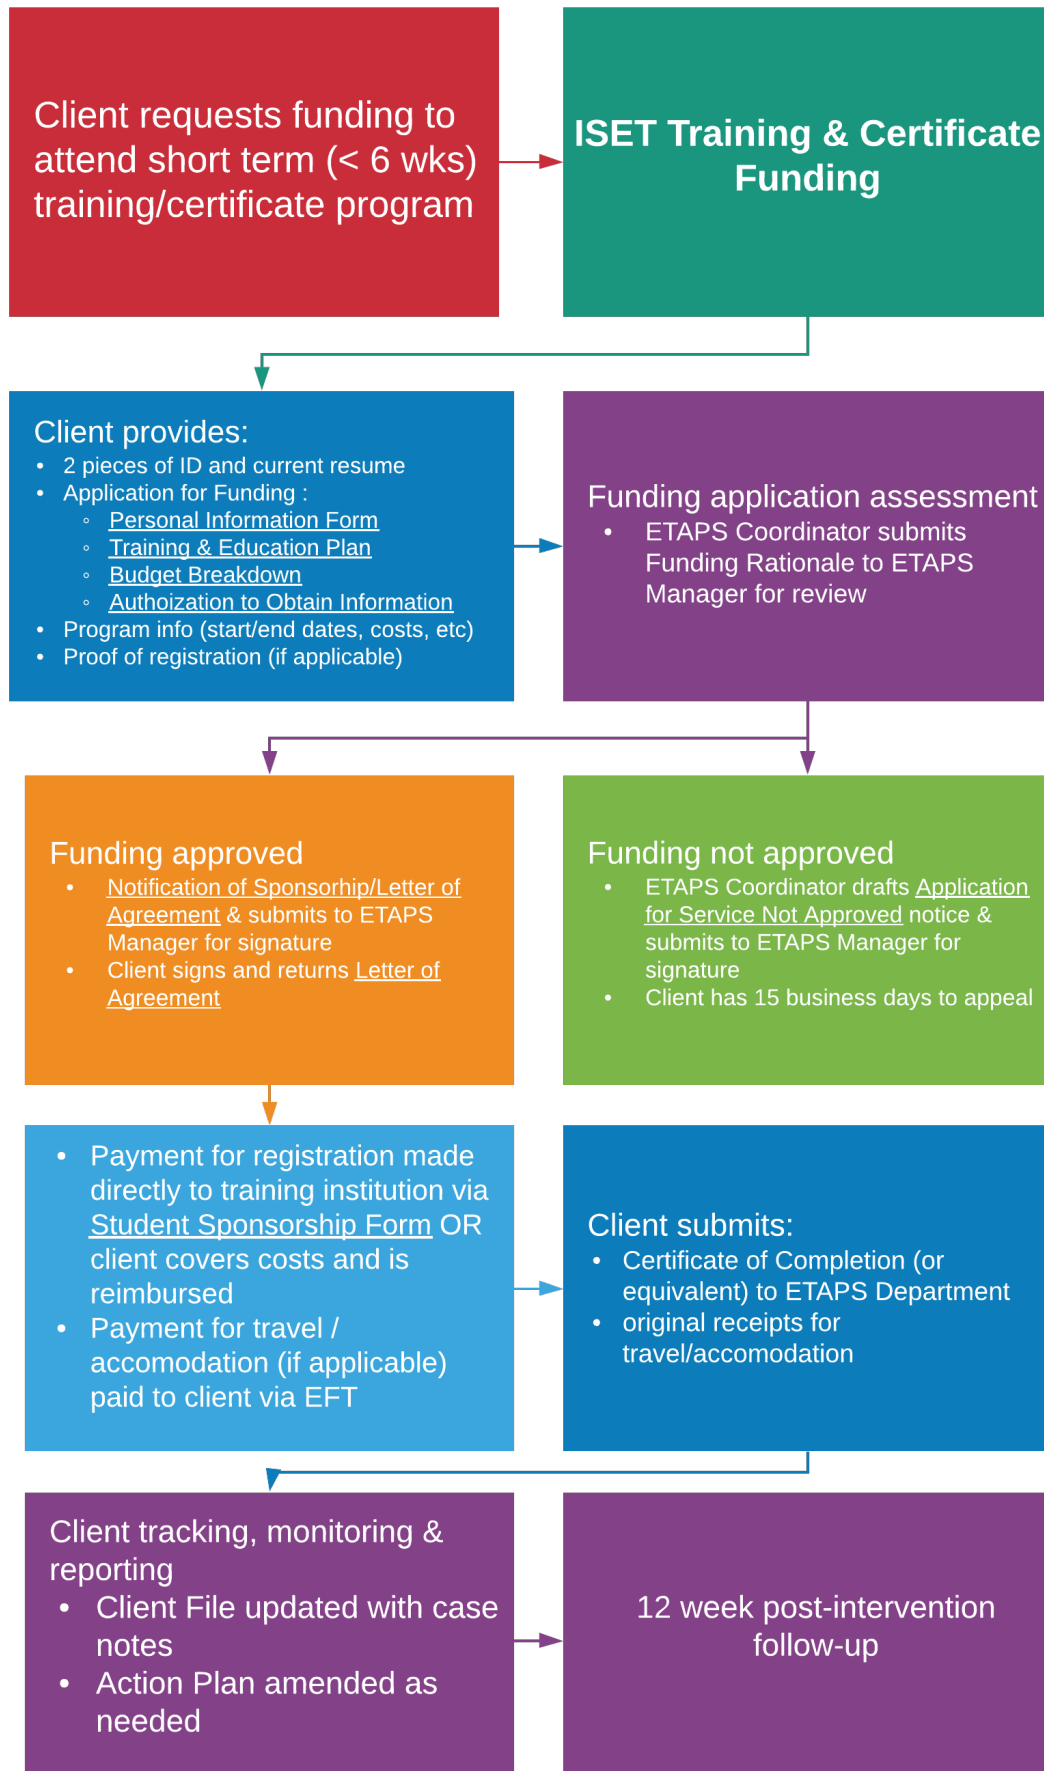 Client requests funding to
attend short term (< 6 wks)
training/certificate program
ISET Training & Certificate
Funding
Client provides:
• 2 pieces of ID and current resume
• Application for Funding :
◦ Personal Information Form
◦ Training & Education Plan
◦ Budget Breakdown
◦ Authoization to Obtain Information
• Program info (start/end dates, costs, etc)
• Proof of registration (if applicable)
Funding application assessment
• ETAPS Coordinator submits
Funding Rationale to ETAPS
Manager for review
Funding approved
• Notification of Sponsorhip/Letter of
Agreement & submits to ETAPS
Manager for signature
• Client signs and returns Letter of
Agreement
Funding not approved
• ETAPS Coordinator drafts Application
for Service Not Approved notice &
submits to ETAPS Manager for
signature
• Client has 15 business days to appeal
• Payment for registration made
directly to training institution via
Student Sponsorship Form OR
client covers costs and is
reimbursed
• Payment for travel /
accomodation (if applicable)
paid to client via EFT
Client submits:
• Certificate of Completion (or
equivalent) to ETAPS Department
• original receipts for
travel/accomodation
Client tracking, monitoring &
reporting
• Client File updated with case
notes
• Action Plan amended as
needed
12 week post-intervention
follow-up